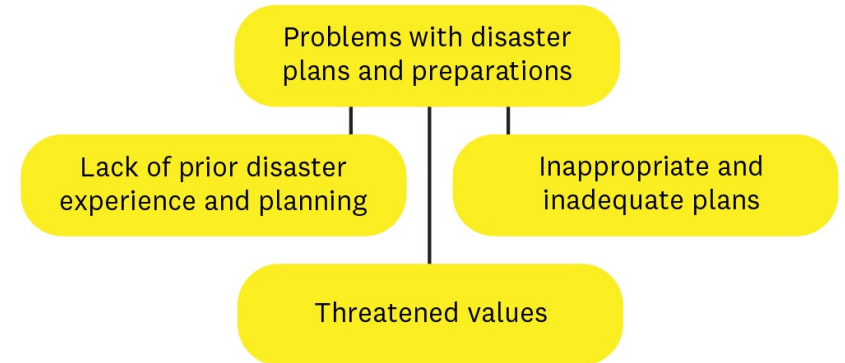 Problems with disaster
plans and preparations
Lack of prior disaster
experience and planning
Inappropriate and
inadequate plans
Threatened values